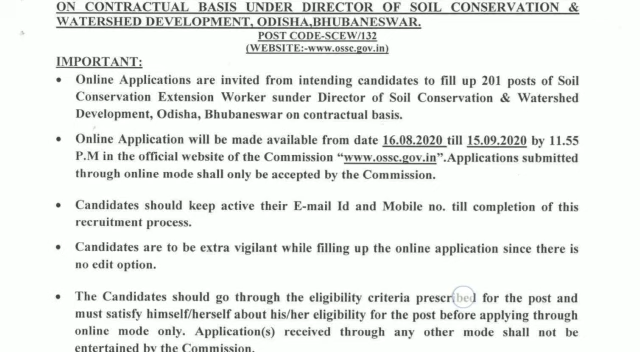 ON CONTRACTUAL BASIS UNDER DIRECTOR OF SOIL CONSERVATION &
WATERSHED DEVELOPMENT, ODISHA,BHUBANESWAR.
POST CODE-SCEW/132
(WEBSITE:-www.ossc.gov.in)
IMPORTANT:
• Online Applications are invited from intending candidates to fill up 201 posts of Soil
Conservation Extension Worker sunder Director of Soil Conservation & Watershed
Development, Odisha, Bhubaneswar on contractual basis.
• Online Application will be made available from date 16.08.2020 till 15.09.2020 by 11.55
P.M in the official website of the Commission “www.ossc.gov.in”.Applications submitted
through online mode shall only be accepted by the Commission.
• Candidates should keep active their E-mail Id and Mobile no. till completion of this
recruitment process.
• Candidates are to be extra vigilant while filling up the online application since there is
no edit option.
• The Candidates should go through the eligibility criteria prescribed for the post and
must satisfy himself/herself about his/her eligibility for the post before applying through
online mode only. Application(s) received through any other mode shall not be
entertained by the Commission.